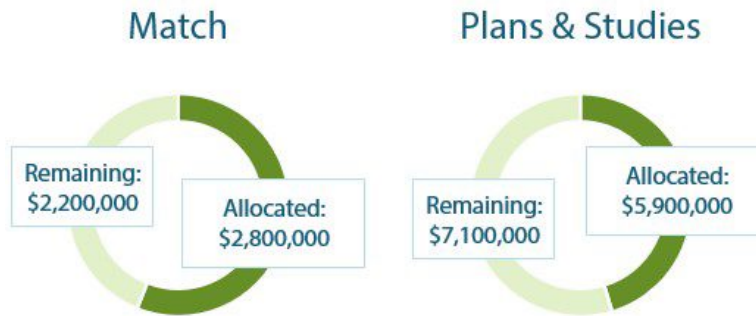 Match
Remaining:
$2,200,000
Allocated:
$2,800,000
Plans & Studies
Remaining:
$7,100,000
Allocated:
$5,900,000